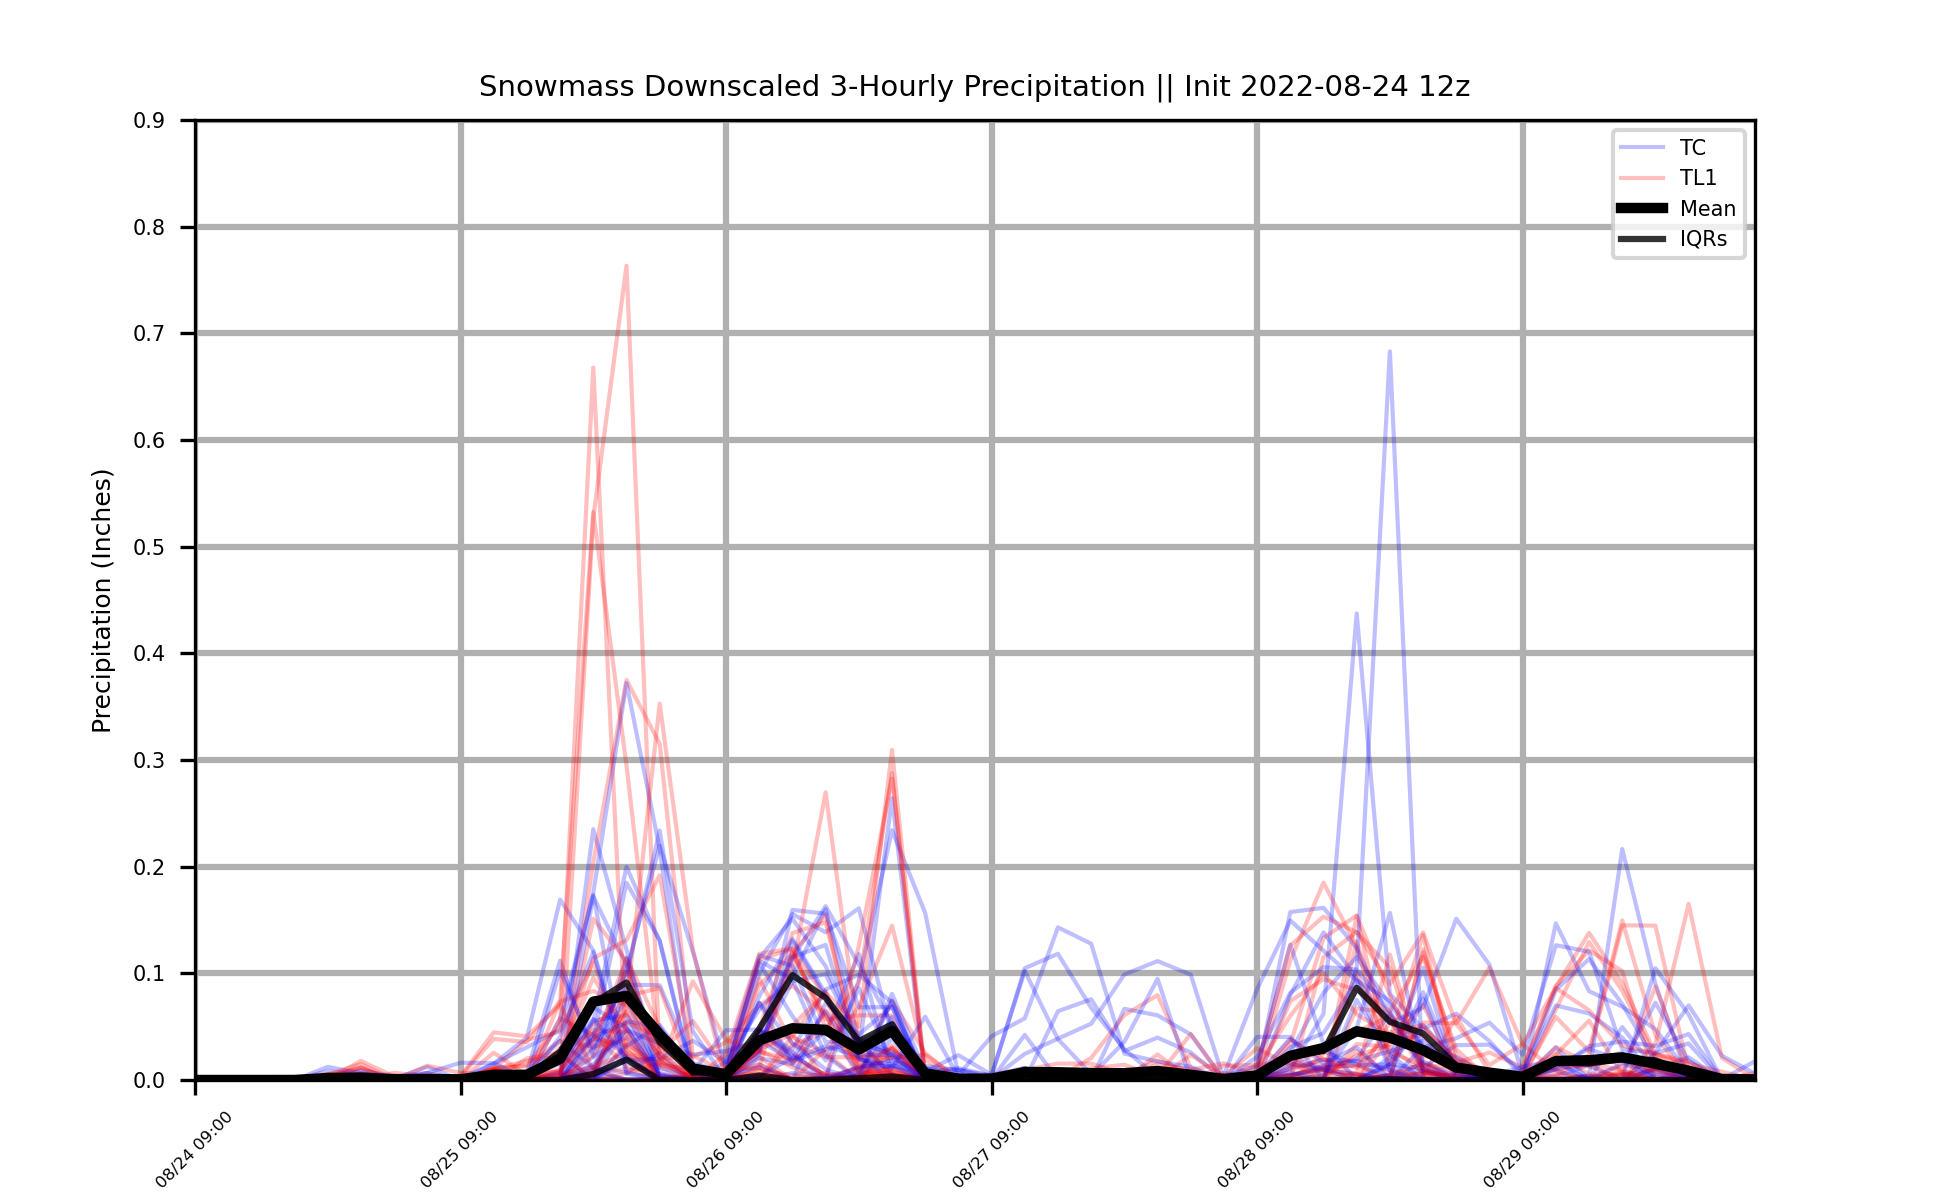 Snowmass Downscaled 3-Hourly Precipitation || Init 2022-08-24 12z
0.9
0.8
0.7
0.6
0.5
0.4
0.3
0.2
0.1
0.0
Precipitation (Inches)
TC
TL1
Mean
IQRs
08/24 09:00
08/25 09:00
08/26 09:00
08/27 09:00
08/28 09:00
08/29 09:00